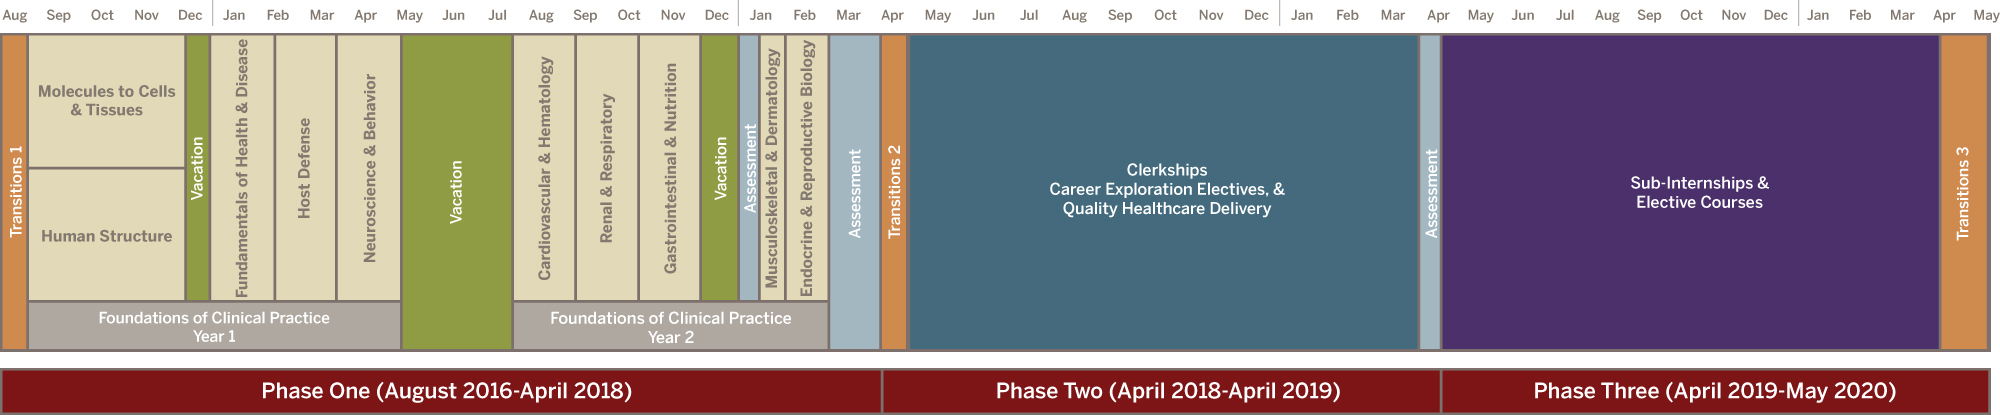 Aug Sep Oct Nov Dec Jan Feb Mar Apr May Jun Jul Aug Sep Oct Nov Dec Jan Feb Mar Apr May Jun Jul Aug Sep Oct Nov Dec Jan Feb Mar Apr May Jun Jul Aug Sep Oct Nov Dec Jan Feb Mar Apr May
Transitions 1
Molecules to Cells
& Tissues
Human Structure
Vacation
Fundamentals of Health & Disease
Host Defense
Neuroscience & Behavior
Foundations of Clinical Practice
Year 1
Vacation
Cardiovascular & Hematology
Renal & Respiratory
Gastrointestinal & Nutrition
Vacation
Assessment
Musculoskeletal & Dermatology
Endocrine & Reproductive Biology
Foundations of Clinical Practice
Year 2
Assessment
Transitions 2
Clerkships
Career Exploration Electives, &
Quality Healthcare Delivery
Assessment
Sub-Internships &
Elective Courses
Transitions 3
Phase One (August 2016-April 2018)
Phase Two (April 2018-April 2019)
Phase Three (April 2019-May 2020)